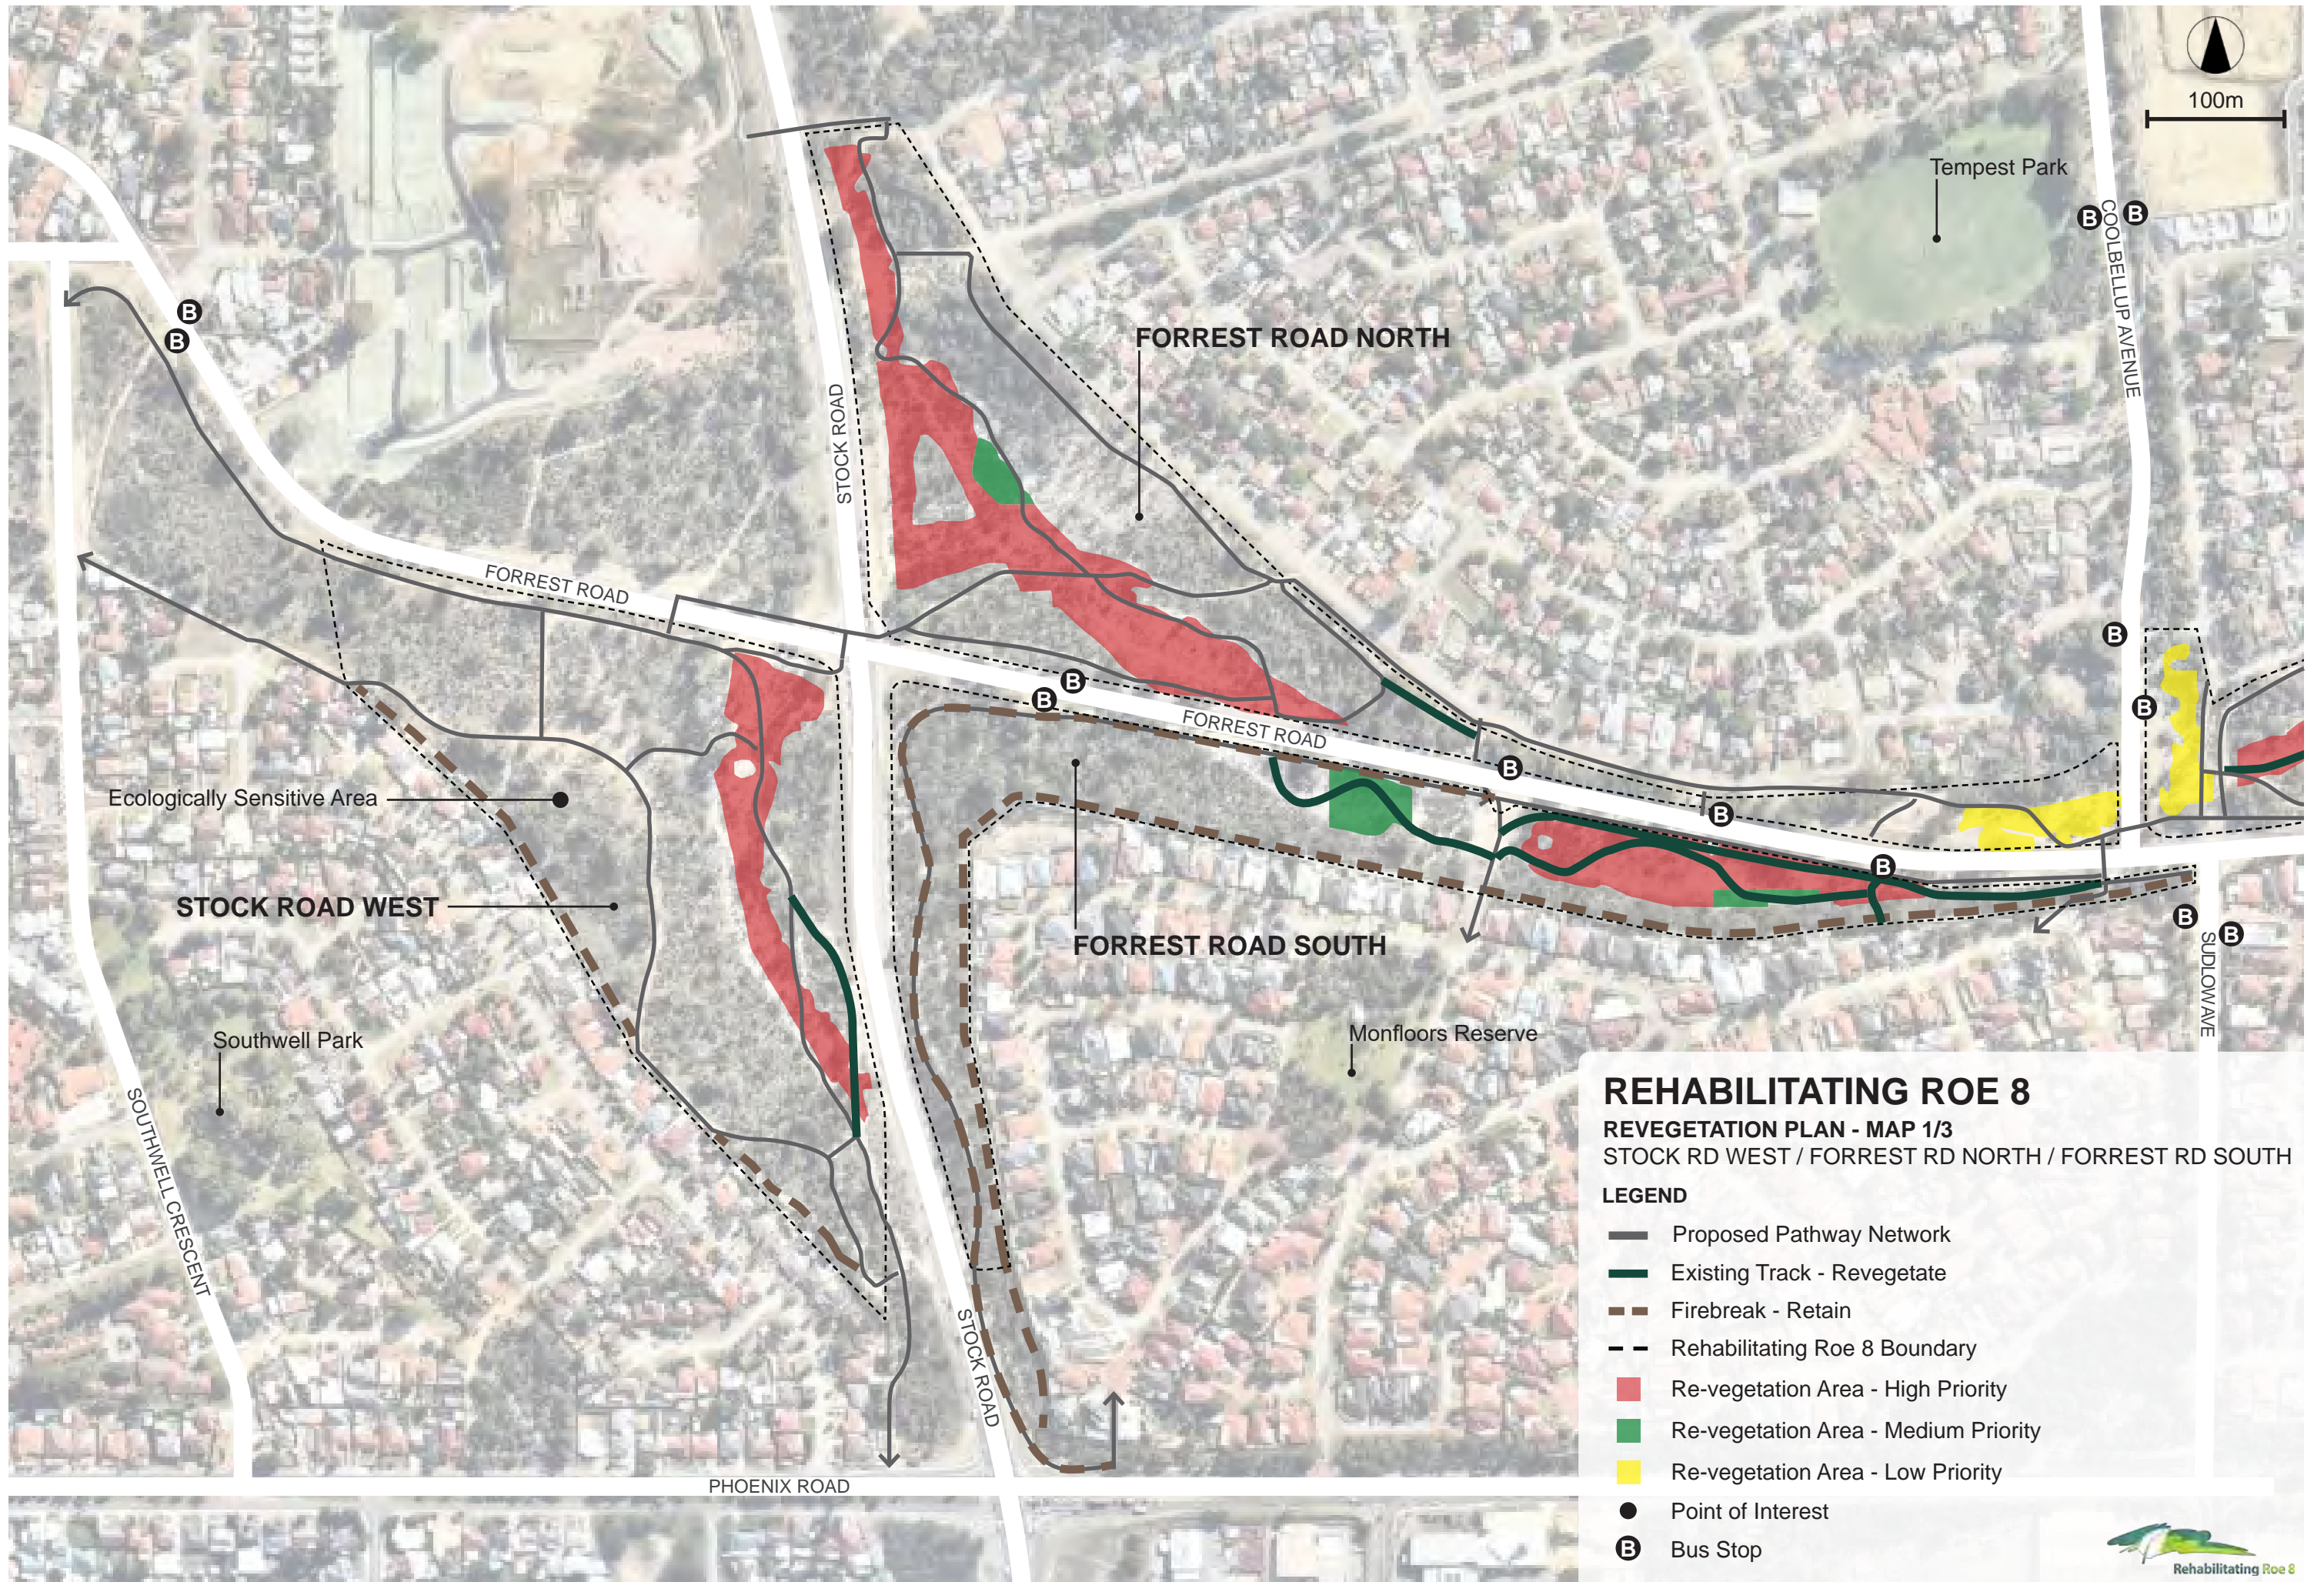 100m
Tempest Park
B
B
COOLBELLUP AVENUE
B
B
FORREST ROAD NORTH
STOCK ROAD
FORREST ROAD
B
B
B
B
FORREST ROAD
B
B
B
Ecologically Sensitive Area
B
STOCK ROAD WEST
FORREST ROAD SOUTH
B
B
SUDLOWAVE
Southwell Park
Monfloors Reserve
SOUTHWELL CRESCENT
STOCK ROAD
PHOENIX ROAD
REHABILITATING ROE 8
REVEGETATION PLAN - MAP 1/3
STOCK RD WEST / FORREST RD NORTH / FORREST RD SOUTH
LEGEND
Proposed Pathway Network
Existing Track - Revegetate
Firebreak - Retain
Rehabilitating Roe 8 Boundary
Re-vegetation Area - High Priority
Re-vegetation Area - Medium Priority
Re-vegetation Area - Low Priority
Point of Interest
B Bus Stop
Rehabilitating Roe 8